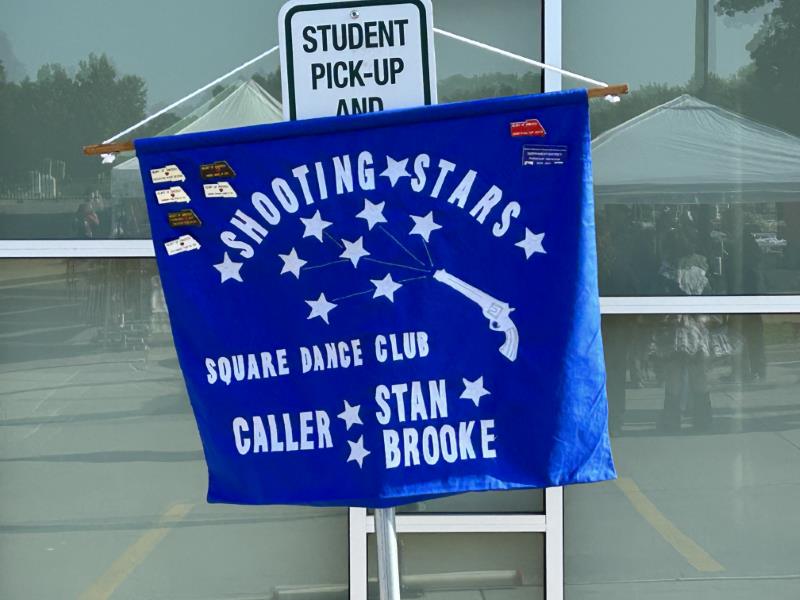 STUDENT
PICK-UP
AND
SHOOTING STARS
SQUARE DANCE CLUB
CALLER
STAN
BROOKE